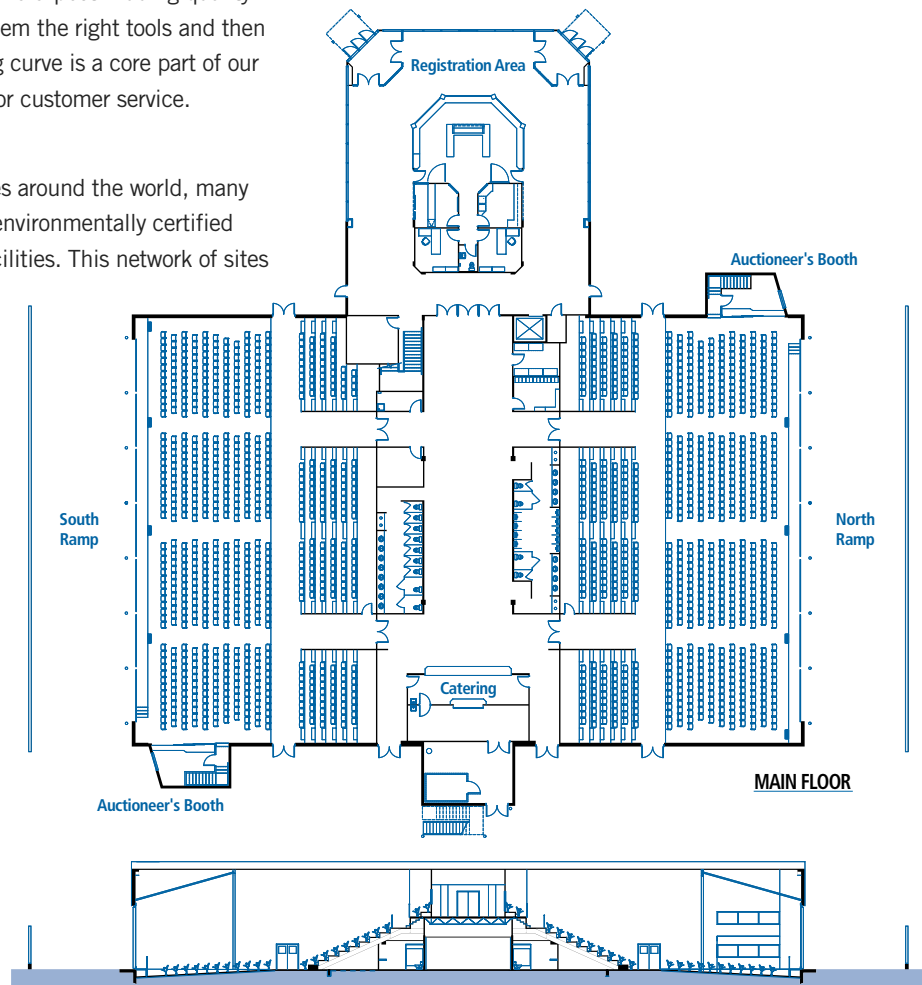 em the right tools and then
g curve is a core part of our
or customer service.
es around the world, many
environmentally certified
cilities. This network of sites
Registration Area
Auctioneer's Booth
South
Ramp
North
Ramp
Catering
MAIN FLOOR
Auctioneer's Booth